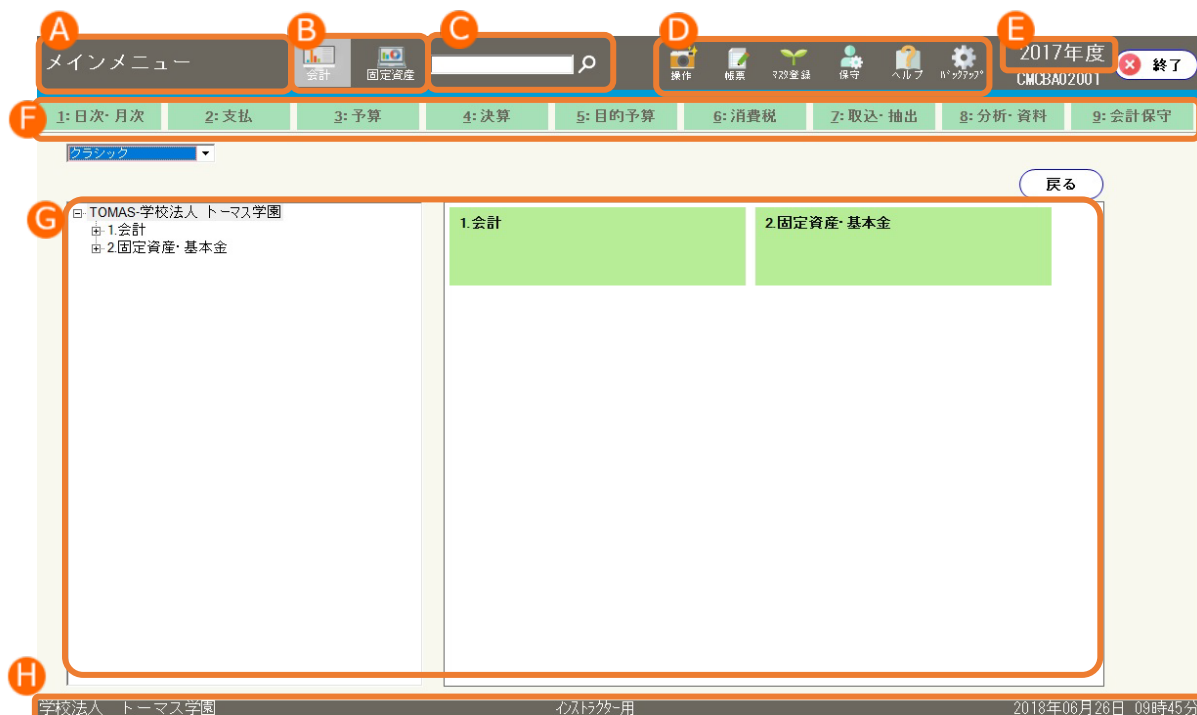 A
B
C
D
E
メインメニュー
会計
固定資産
操作
帳票
ﾏｽﾀ登録
保守
ヘルプ
ﾊﾞｯｸｱｯﾌﾟ
2017年度
CMCBA02001
終了
F
1:日次・月次
2:支払
3:予算
4:決算
5:目的予算
6:消費税
7:取込・抽出
8:分析・資料
9:会計保守
クラシック
戻る
G
TOMAS-学校法人 トーマス学園
1.会計
2.固定資産・基本金
1.会計
2.固定資産・基本金
H
学校法人 トーマス学園
ｲﾝｽﾄﾗｸﾀｰ用
2018年06月26日 09時45分